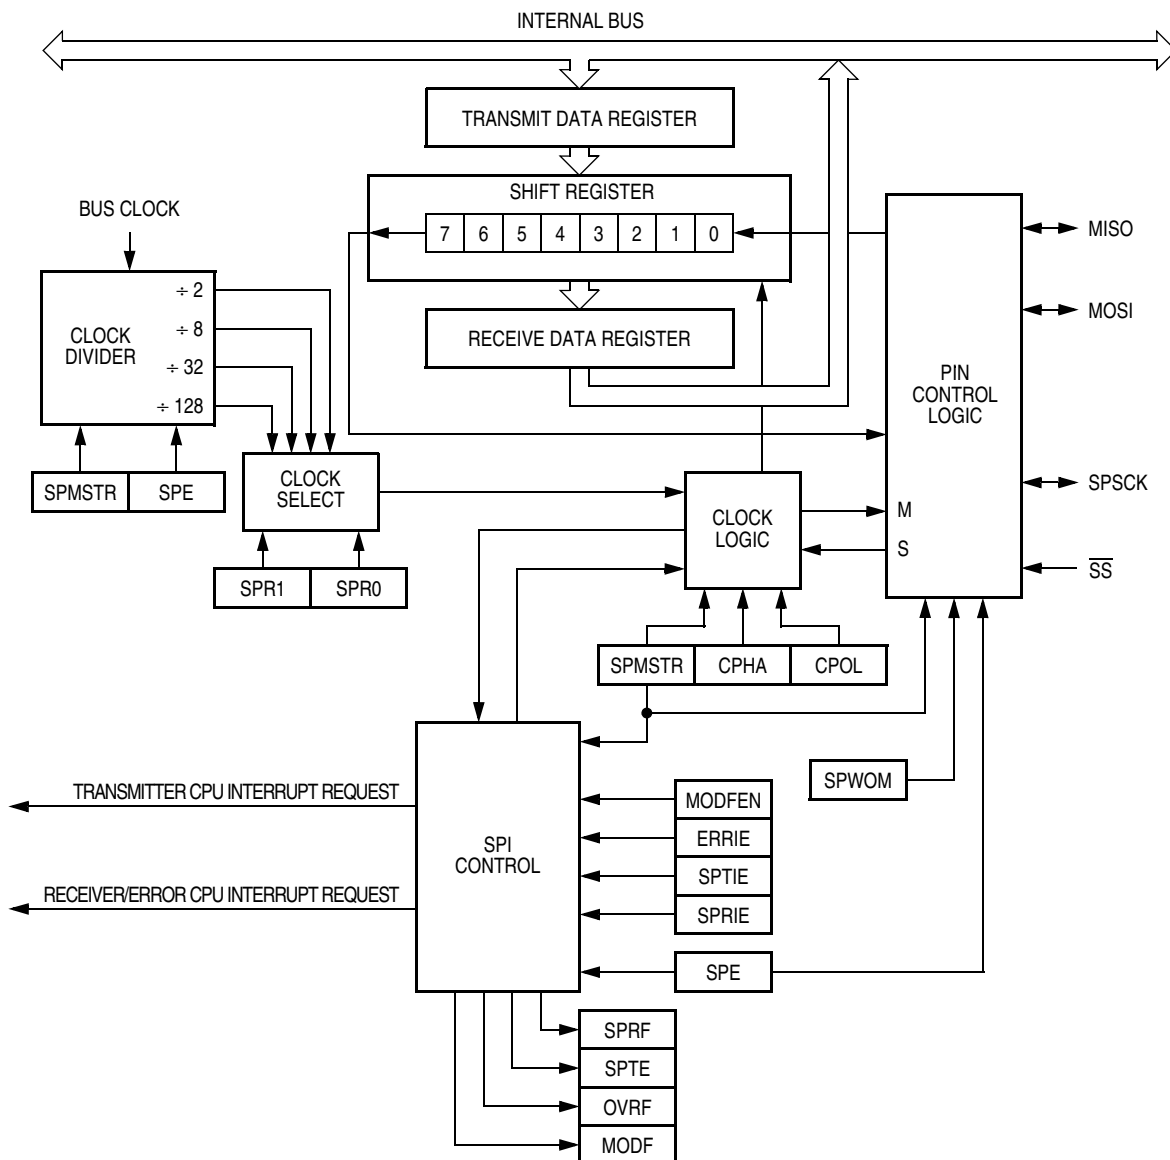 INTERNAL BUS
TRANSMIT DATA REGISTER
SHIFT REGISTER
7 6 5 4 3 2 1 0
BUS CLOCK
CLOCK
DIVIDER
÷ 2
÷ 8
÷ 32
÷ 128
RECEIVE DATA REGISTER
PIN
CONTROL
LOGIC
MISO
MOSI
SPSCK
SS
M
S
SPMSTR SPE
CLOCK
SELECT
SPR1 SPR0
CLOCK
LOGIC
SPMSTR CPHA CPOL
SPWOM
TRANSMITTER CPU INTERRUPT REQUEST
RECEIVER/ERROR CPU INTERRUPT REQUEST
SPI
CONTROL
MODFEN
ERRIE
SPTIE
SPRIE
SPE
SPRF
SPTE
OVRF
MODF